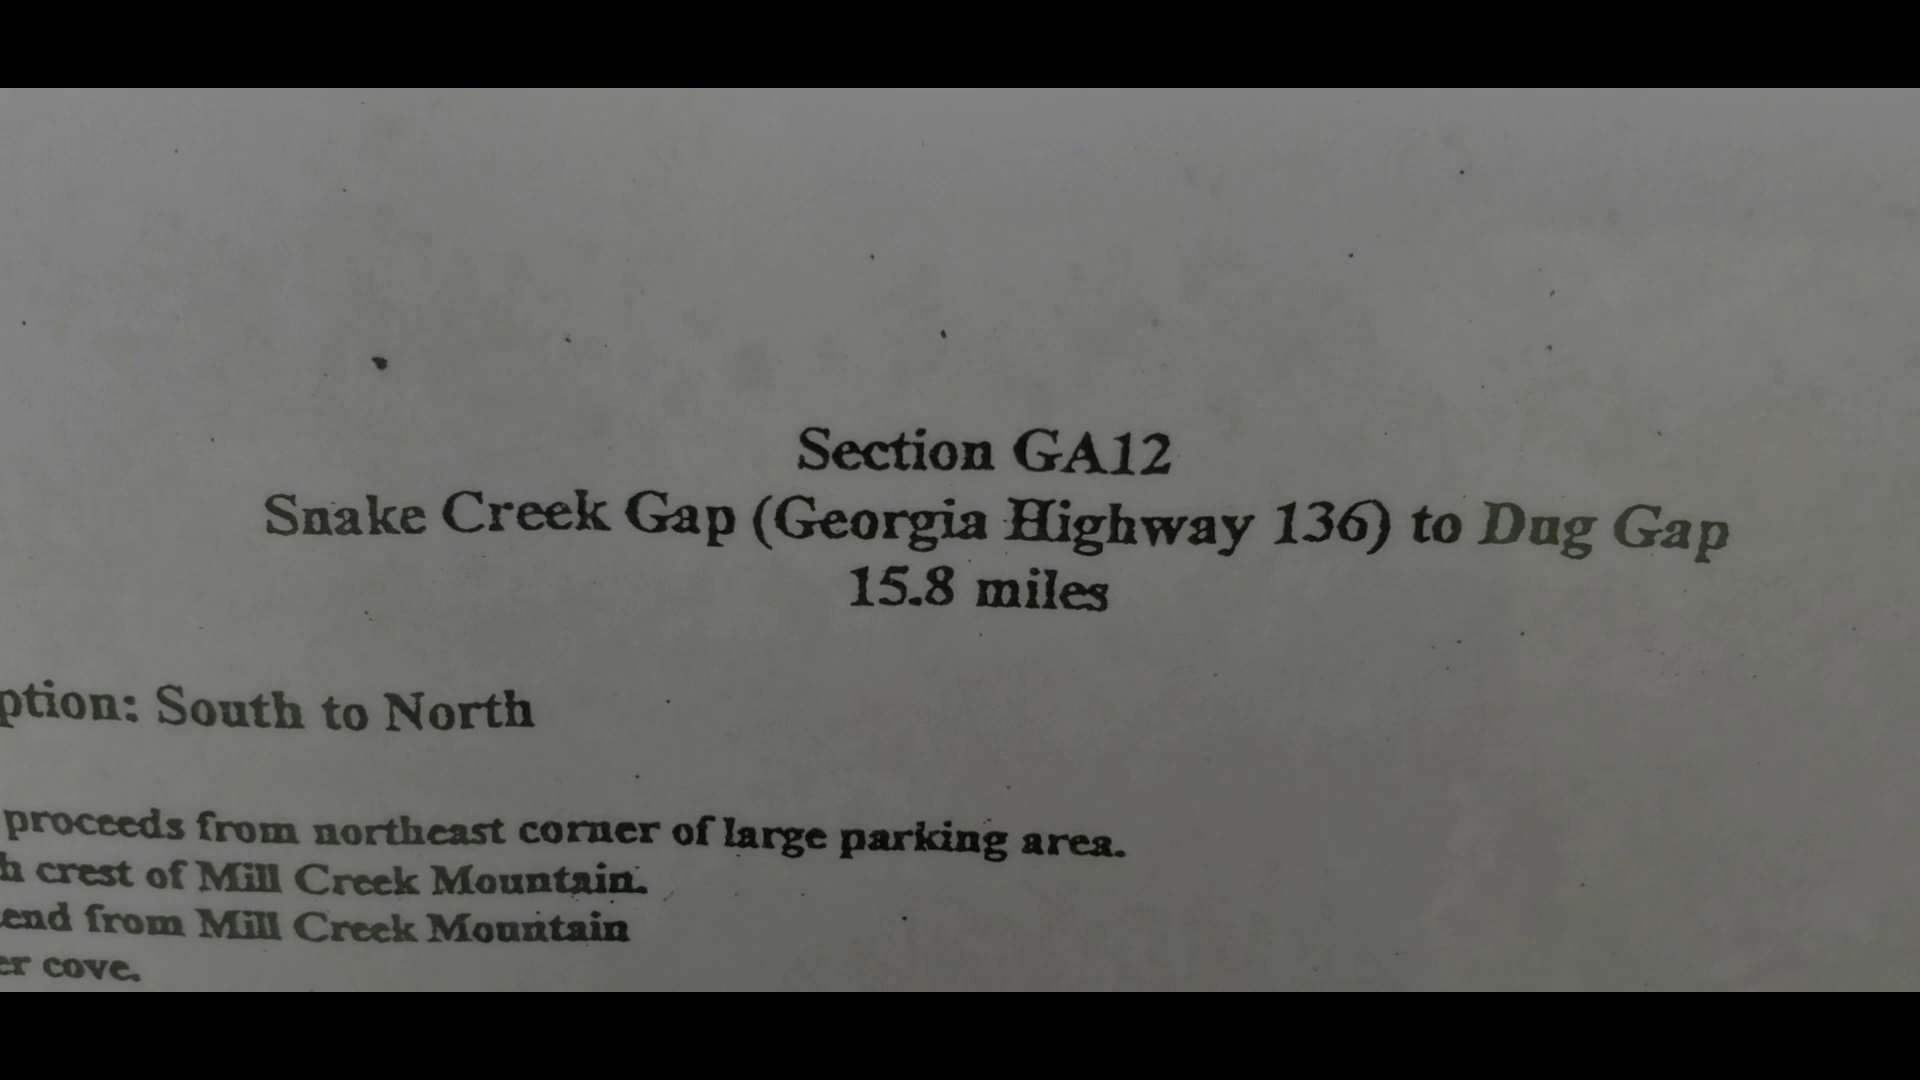 Section GA12
Snake Creek Gap (Georgia Highway 136) to Dug Gap
15.8 miles
ption: South to North
proceeds from northeast corner of large parking area.
h crest of Mill Creek Mountain.
end from Mill Creek Mountain
er cove.